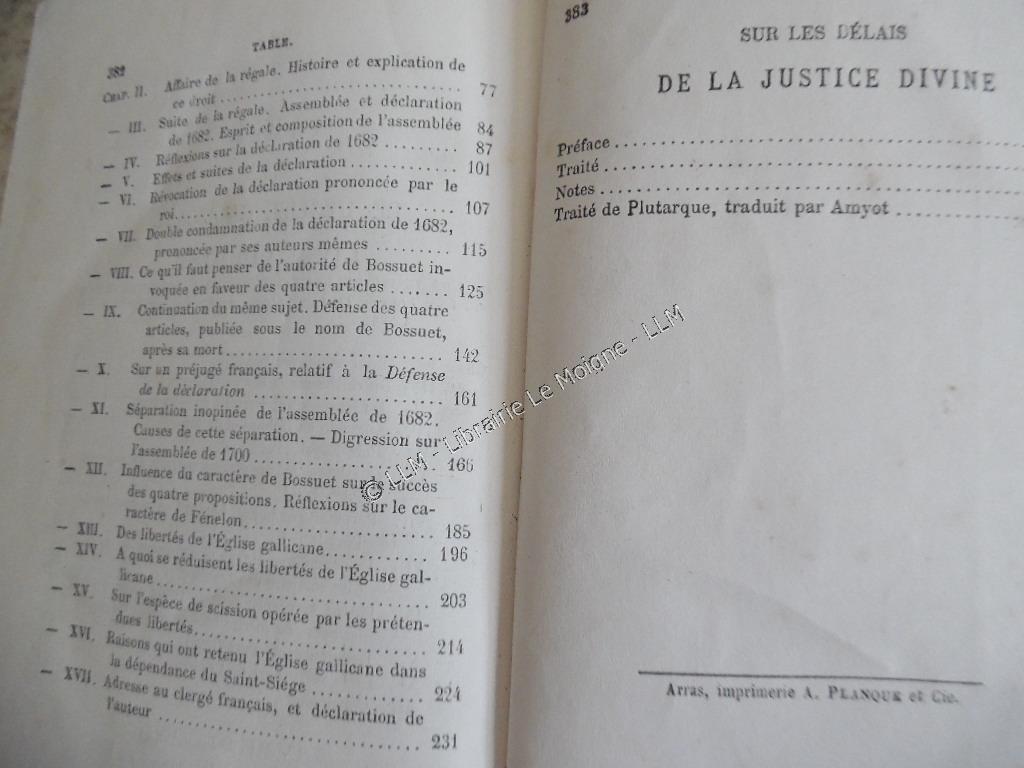 382
TABLE.
CHAP. II. Affaire de la régale. Histoire et explication de
ce droit .............................. 77
— III. Suite de la régale. Assemblée et déclaration
de 1682. Esprit et composition de l'assemblée 84
— IV. Réflexions sur la déclaration de 1682 ......... 87
— V. Effets et suites de la déclaration ............ 101
— VI. Révocation de la déclaration prononcée par le
roi.............................. 107
— VII. Double condamnation de la déclaration de 1682,
prononcée par ses auteurs mêmes ......... 115
— VIII. Ce qu'il faut penser de l'autorité de Bossuet in-
voquée en faveur des quatre articles ....... 125
— IX. Continuation du même sujet. Défense des quatre
articles, publiée sous le nom de Bossuet,
après sa mort.......................... 142
— X. Sur un préjugé français, relatif à la Défense
de la déclaration ........................ 161
— XI. Séparation inopinée de l'assemblée de 1682.
Causes de cette séparation. — Digression sur
l'assemblée de 1700 ..................... 166
— XII. Influence du caractère de Bossuet sur le succès
des quatre propositions. Réflexions sur le ca-
ractère de Fénelon....................... 185
— XIII. Des libertés de l'Église gallicane............ 196
— XIV. A quoi se réduisent les libertés de l'Église gal-
licane .............................. 203
— XV. Sur l'espèce de scission opérée par les préten-
dues libertés.......................... 214
— XVI. Raisons qui ont retenu l'Église gallicane dans
la dépendance du Saint-Siége ............. 224
— XVII. Adresse au clergé français, et déclaration de
l'auteur .............................. 231
383
SUR LES DÉLAIS
DE LA JUSTICE DIVINE
Préface........................................
Traité.........................................
Notes..........................................
Traité de Plutarque, traduit par Amyot ..............
Arras, imprimerie A. PLANQUE et Cie.
© LLM - Librairie Le Moigne - LLM